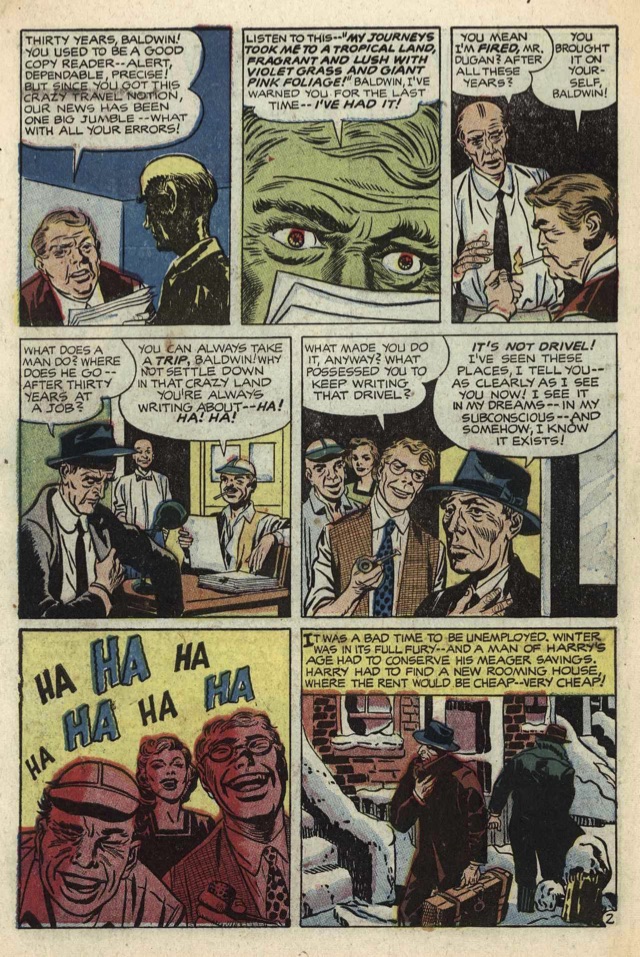 THIRTY YEARS, BALDWIN!
YOU USED TO BE A GOOD
COPY READER--ALERT,
DEPENDABLE, PRECISE!
BUT SINCE YOU GOT THIS
CRAZY TRAVEL NOTION,
OUR NEWS HAS BEEN
ONE BIG JUMBLE--WHAT
WITH ALL YOUR ERRORS!
LISTEN TO THIS--"MY JOURNEYS
TOOK ME TO A TROPICAL LAND,
FRAGRANT AND LUSH WITH
VIOLET GRASS AND GIANT
PINK FOLIAGE!" BALDWIN, I'VE
WARNED YOU FOR THE LAST
TIME--I'VE HAD IT!
YOU MEAN
I'M FIRED, MR.
DUGAN? AFTER
ALL THESE
YEARS?
YOU
BROUGHT
IT ON
YOUR-
SELF,
BALDWIN!
WHAT DOES A
MAN DO? WHERE
DOES HE GO--
AFTER THIRTY
YEARS AT
A JOB?
YOU CAN ALWAYS TAKE
A TRIP, BALDWIN! WHY
NOT SETTLE DOWN
IN THAT CRAZY LAND
YOU'RE ALWAYS
WRITING ABOUT--HA!
HA! HA!
WHAT MADE YOU DO
IT, ANYWAY? WHAT
POSSESSED YOU TO
KEEP WRITING
THAT DRIVEL?
IT'S NOT DRIVEL!
I'VE SEEN THESE
PLACES, I TELL YOU--
AS CLEARLY AS I SEE
YOU NOW! I SEE IT
IN MY DREAMS--IN MY
SUBCONSCIOUS--AND
SOMEHOW, I KNOW
IT EXISTS!
HA HA HA
HA HA HA
HA
IT WAS A BAD TIME TO BE UNEMPLOYED. WINTER
WAS IN ITS FULL FURY--AND A MAN OF HARRY'S
AGE HAD TO CONSERVE HIS MEAGER SAVINGS.
HARRY HAD TO FIND A NEW ROOMING HOUSE,
WHERE THE RENT WOULD BE CHEAP--VERY CHEAP!
2